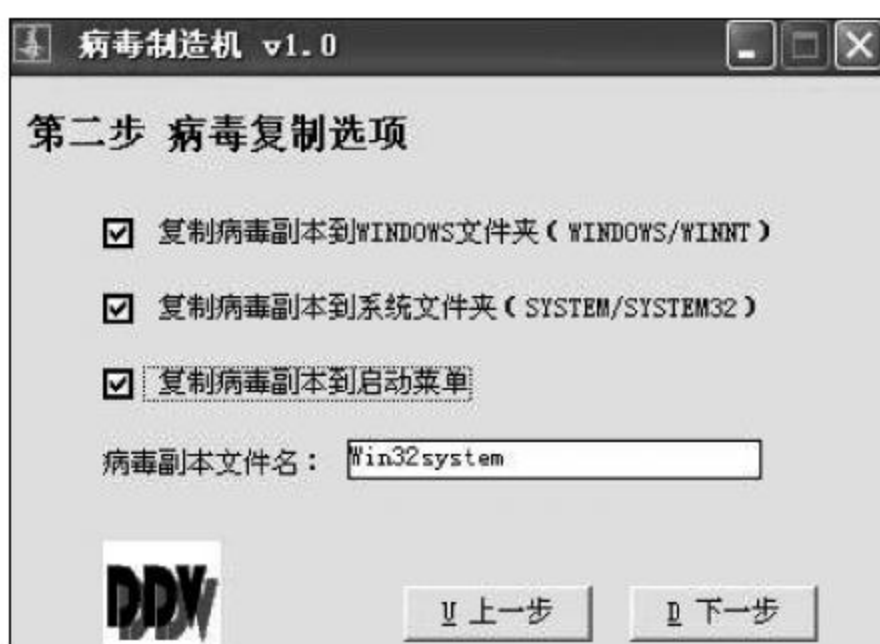 病毒制造机 v1.0
第二步 病毒复制选项
复制病毒副本到WINDOWS文件夹(WINDOWS/WINNT)
复制病毒副本到系统文件夹(SYSTEM/SYSTEM32)
复制病毒副本到启动菜单
病毒副本文件名: Win32system
DDV
U 上一步 D 下一步